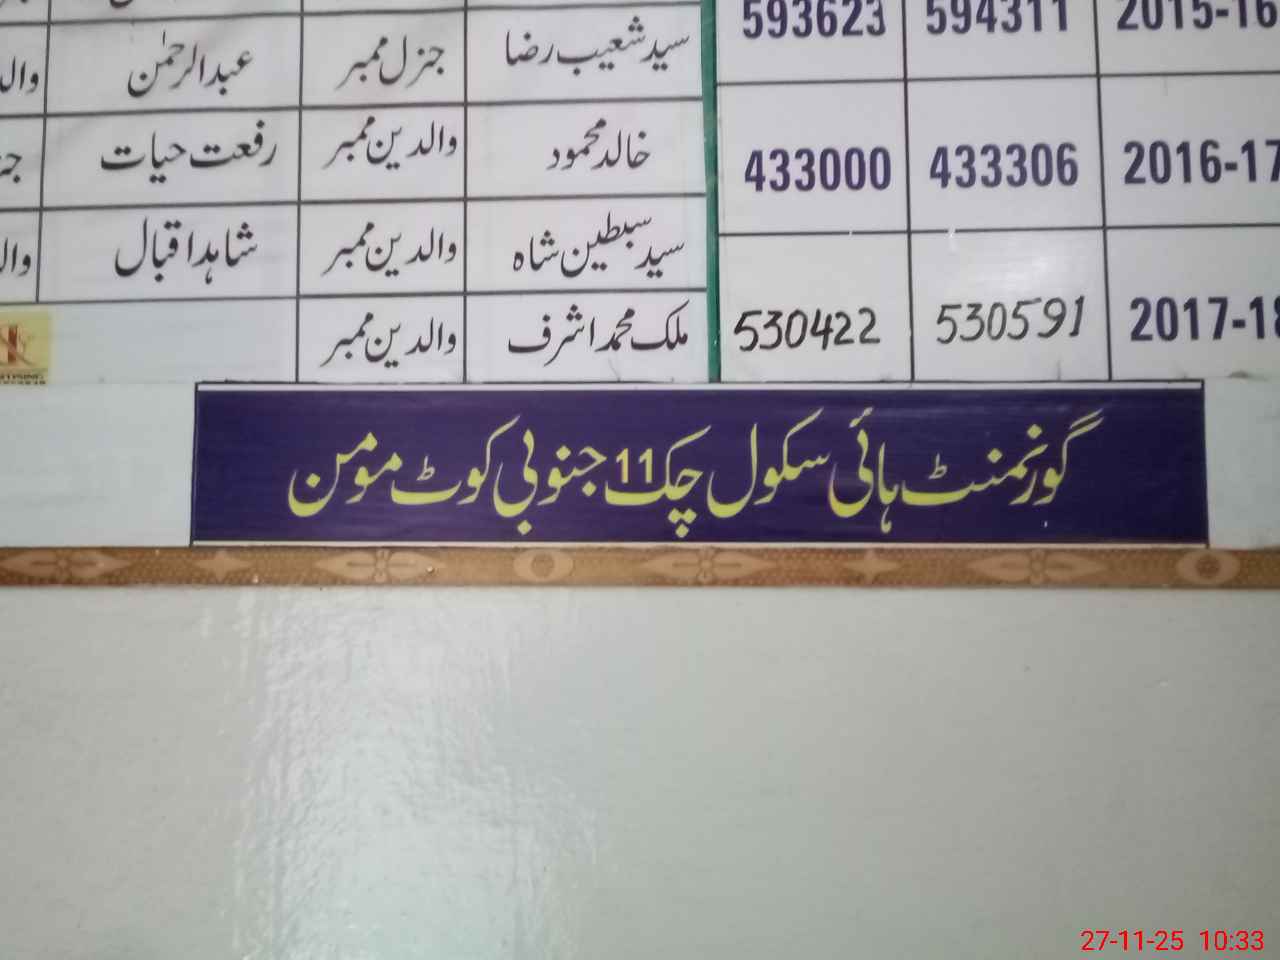 2015-16 594311 593623
سید شعیب رضا جنرل ممبر عبدالرحمٰن
2016-17 433306 433000
خالد محمود والدین ممبر رفعت حیات
سید سبطین شاہ والدین ممبر شاہد اقبال
2017-18 530591 530422
ملک محمد اشرف والدین ممبر
گورنمنٹ ہائی سکول چک 11 جنوبی کوٹ مومن
27-11-25 10:33